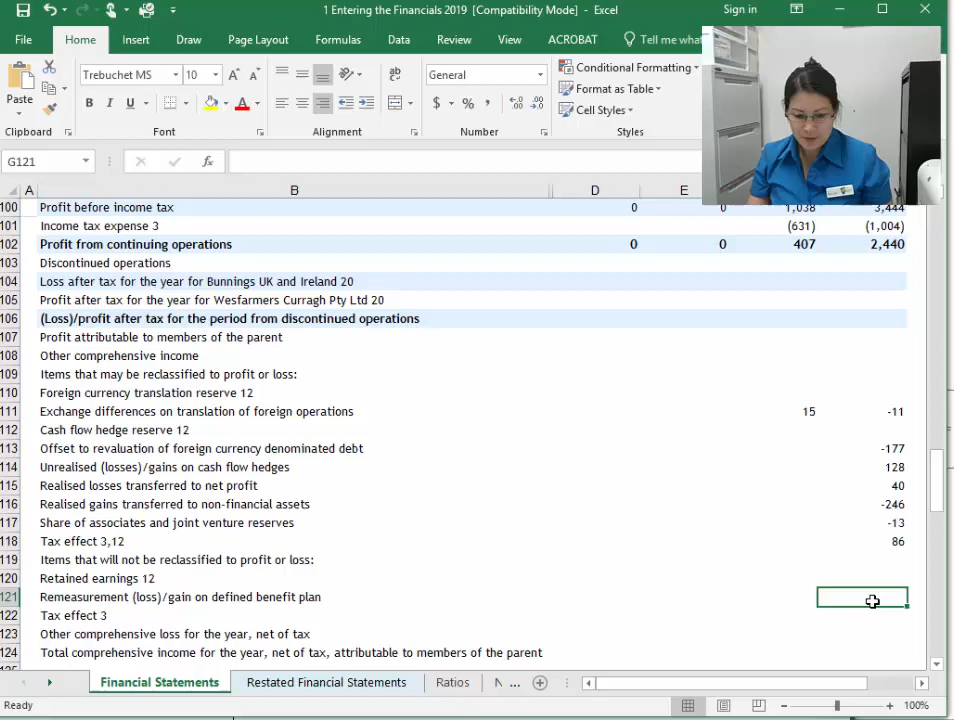 1 Entering the Financials 2019 [Compatibility Mode] - Excel
Sign in
File Home Insert Draw Page Layout Formulas Data Review View ACROBAT Tell me what
Paste
Trebuchet MS 10
General
Conditional Formatting
Format as Table
Cell Styles
Clipboard Font Alignment Number Styles
G121
A B D E
100 Profit before income tax 0 0 1,038 3,444
101 Income tax expense 3 (631) (1,004)
102 Profit from continuing operations 0 0 407 2,440
103 Discontinued operations
104 Loss after tax for the year for Bunnings UK and Ireland 20
105 Profit after tax for the year for Wesfarmers Curragh Pty Ltd 20
106 (Loss)/profit after tax for the period from discontinued operations
107 Profit attributable to members of the parent
108 Other comprehensive income
109 Items that may be reclassified to profit or loss:
110 Foreign currency translation reserve 12
111 Exchange differences on translation of foreign operations 15 -11
112 Cash flow hedge reserve 12
113 Offset to revaluation of foreign currency denominated debt -177
114 Unrealised (losses)/gains on cash flow hedges 128
115 Realised losses transferred to net profit 40
116 Realised gains transferred to non-financial assets -246
117 Share of associates and joint venture reserves -13
118 Tax effect 3,12 86
119 Items that will not be reclassified to profit or loss:
120 Retained earnings 12
121 Remeasurement (loss)/gain on defined benefit plan
122 Tax effect 3
123 Other comprehensive loss for the year, net of tax
124 Total comprehensive income for the year, net of tax, attributable to members of the parent
Financial Statements Restated Financial Statements Ratios ...
Ready
100%